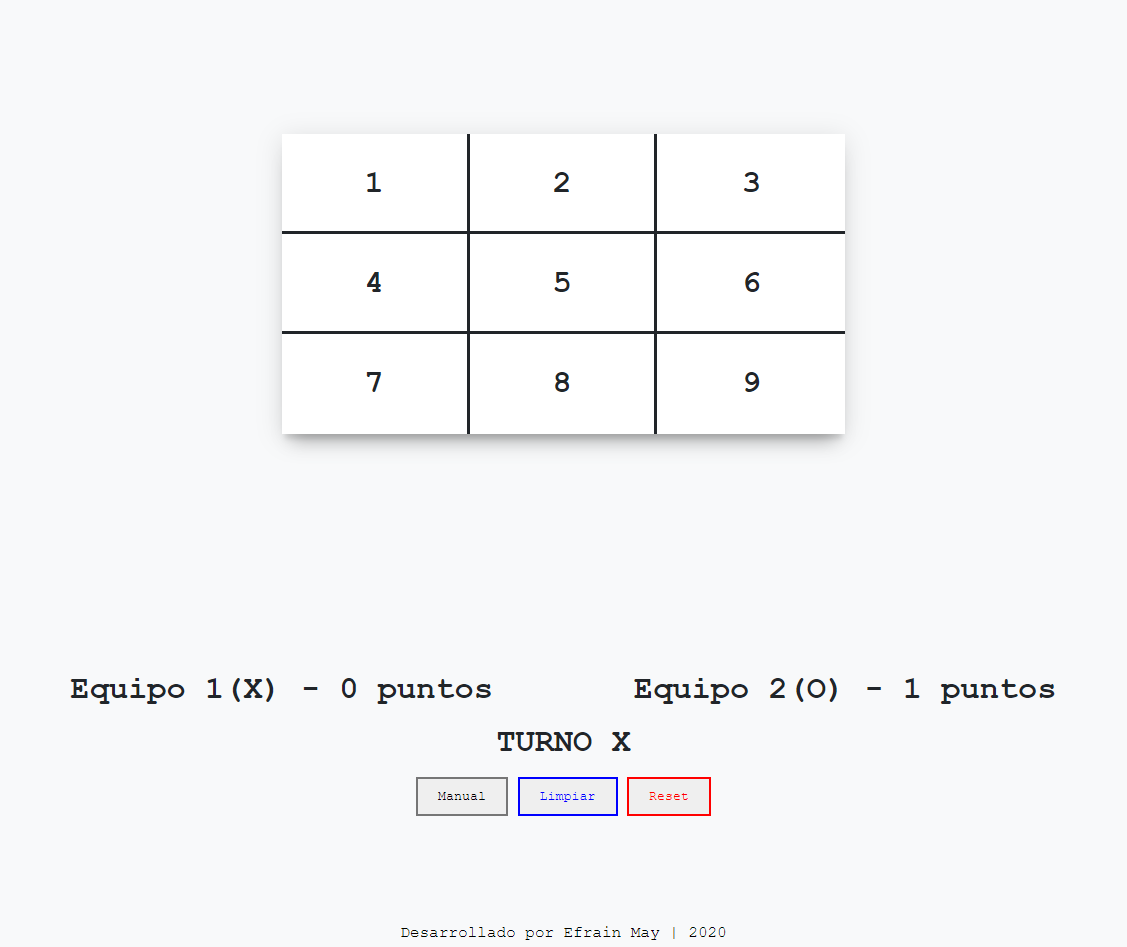 1 2 3
4 5 6
7 8 9
Equipo 1(X) - 0 puntos
Equipo 2(O) - 1 puntos
TURNO X
Manual Limpiar Reset
Desarrollado por Efrain May | 2020